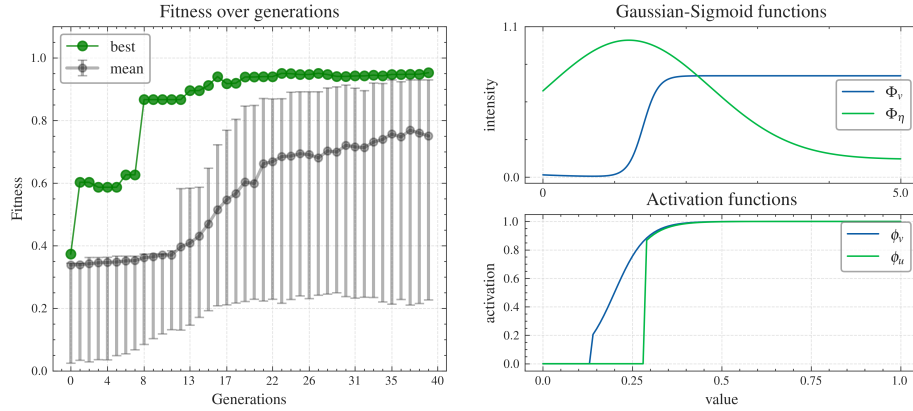 Fitness over generations
best
mean
Fitness
1.0
0.8
0.6
0.4
0.2
0.0
0 4 8 13 17 22 26 31 35 40
Generations
Gaussian-Sigmoid functions
1.1
intensity
0.0
Φ_v
Φ_η
0 5.0
Activation functions
1.0
0.8
0.6
0.4
0.2
0.0
activation
ϕ_v
ϕ_u
0.0 0.25 0.5 0.75 1.0
value